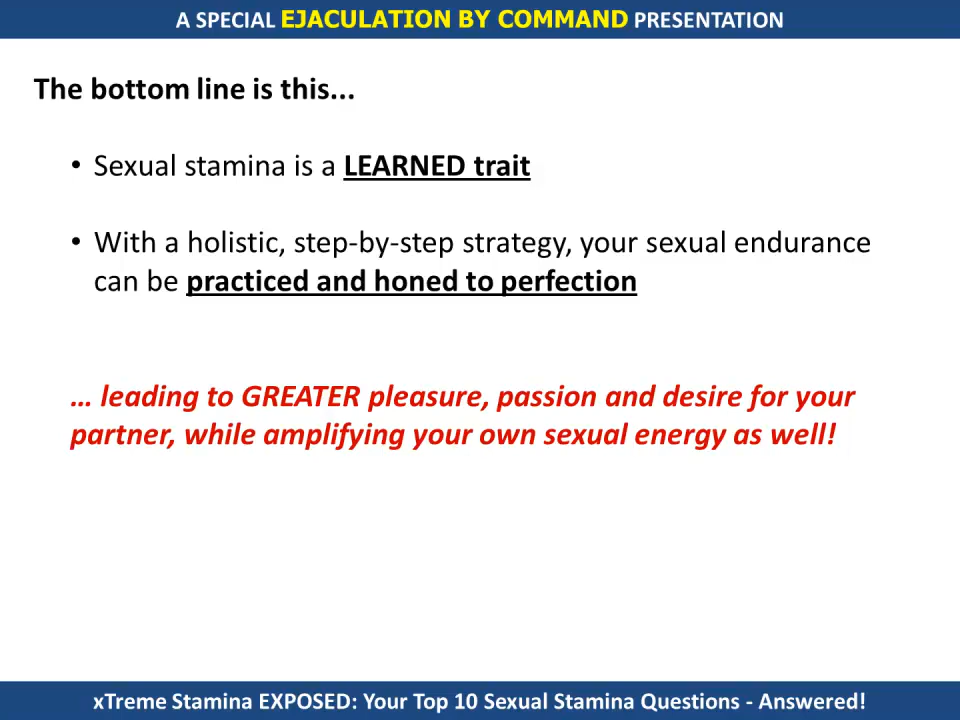 A SPECIAL EJACULATION BY COMMAND PRESENTATION
The bottom line is this...
• Sexual stamina is a LEARNED trait
• With a holistic, step-by-step strategy, your sexual endurance
can be practiced and honed to perfection
… leading to GREATER pleasure, passion and desire for your
partner, while amplifying your own sexual energy as well!
xTreme Stamina EXPOSED: Your Top 10 Sexual Stamina Questions - Answered!